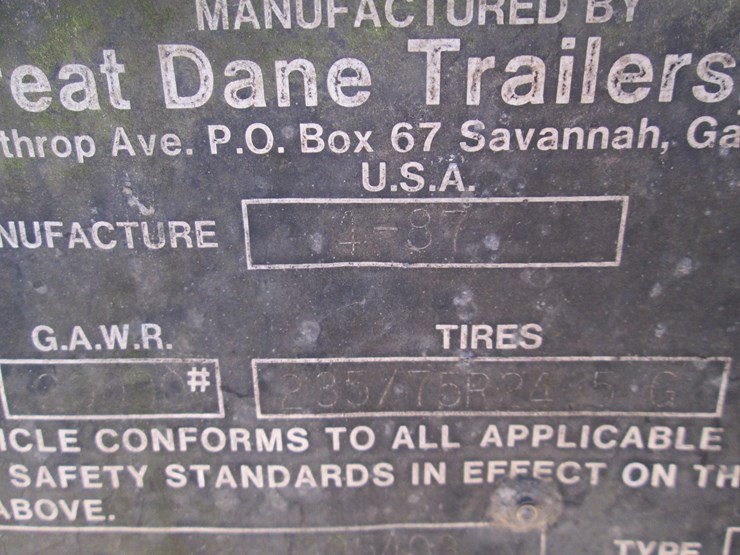 MANUFACTURED BY
reat Dane Trailers
throp Ave. P.O. Box 67 Savannah, Ga
U.S.A.
NUFACTURE 4-87
G.A.W.R. TIRES
# 235/75R24.5 G
ICLE CONFORMS TO ALL APPLICABLE
SAFETY STANDARDS IN EFFECT ON TH
ABOVE.
TYPE